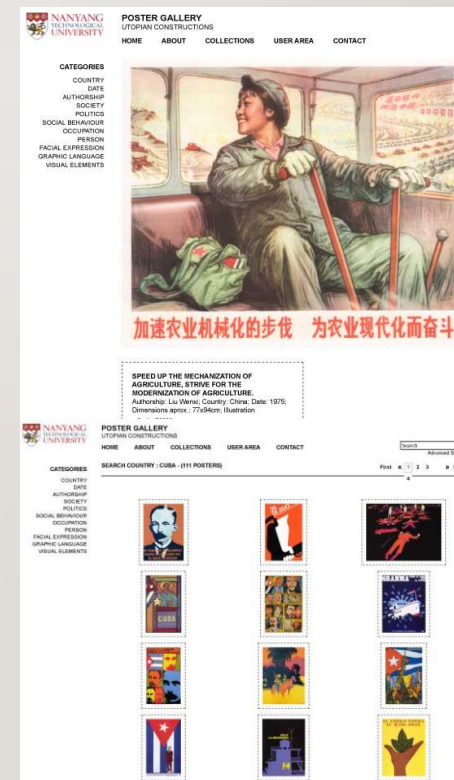 NANYANG
TECHNOLOGICAL
UNIVERSITY
POSTER GALLERY
UTOPIAN CONSTRUCTIONS
HOME ABOUT COLLECTIONS USER AREA CONTACT
CATEGORIES
COUNTRY
DATE
AUTHORSHIP
SOCIETY
POLITICS
SOCIAL BEHAVIOUR
OCCUPATION
PERSON
FACIAL EXPRESSION
GRAPHIC LANGUAGE
VISUAL ELEMENTS
加速农业机械化的步伐 为农业现代化而奋斗
SPEED UP THE MECHANIZATION OF
AGRICULTURE, STRIVE FOR THE
MODERNIZATION OF AGRICULTURE.
Authorship: Liu Wenxi; Country: China; Date: 1975;
Dimensions aprox.: 77x94cm; Illustration
NANYANG
TECHNOLOGICAL
UNIVERSITY
POSTER GALLERY
UTOPIAN CONSTRUCTIONS
HOME ABOUT COLLECTIONS USER AREA CONTACT
Search
Advanced S
CATEGORIES
SEARCH COUNTRY : CUBA - (111 POSTERS)
First « 1 2 3 »
4
COUNTRY
DATE
AUTHORSHIP
SOCIETY
POLITICS
SOCIAL BEHAVIOUR
OCCUPATION
PERSON
FACIAL EXPRESSION
GRAPHIC LANGUAGE
VISUAL ELEMENTS
CUBA
GRANMA